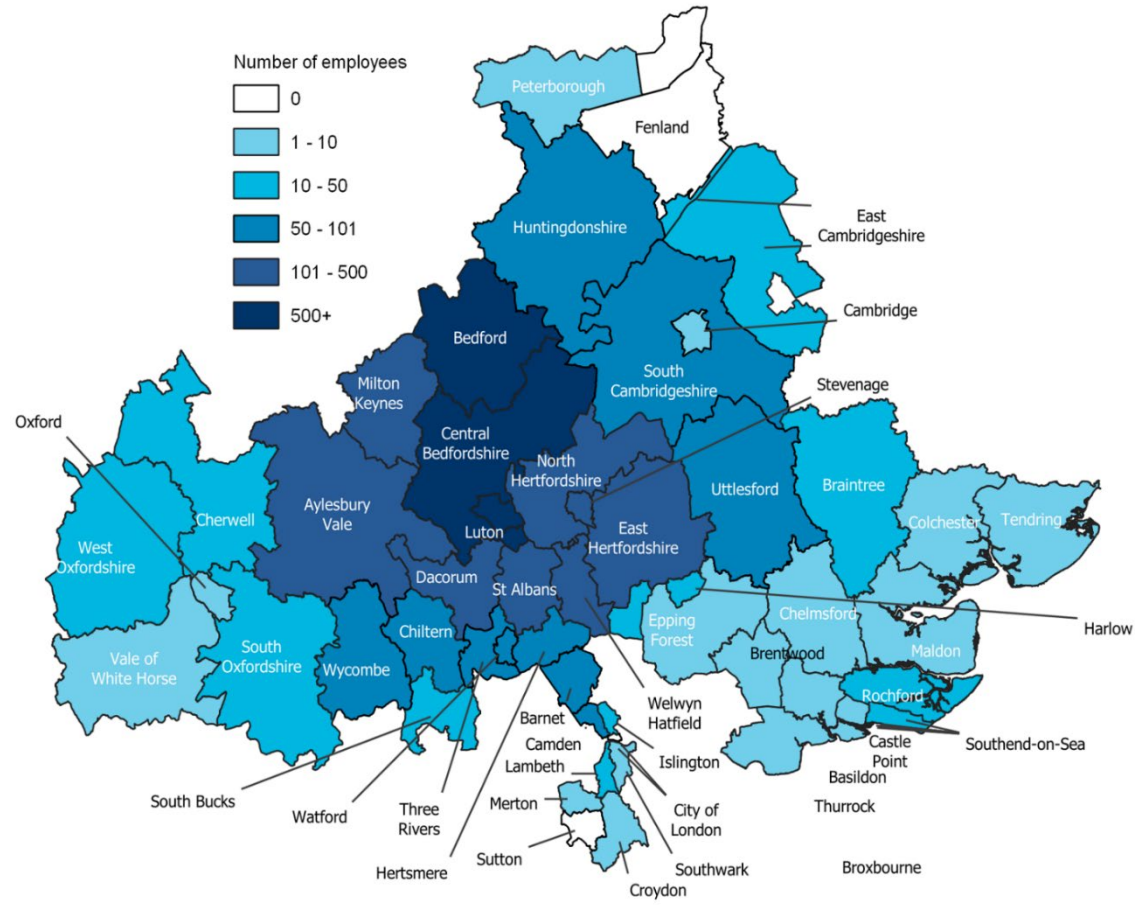 Number of employees
0
1 - 10
10 - 50
50 - 101
101 - 500
500+
Peterborough
Fenland
Huntingdonshire
East
Cambridgeshire
Cambridge
Bedford
South
Cambridgeshire
Stevenage
Milton
Keynes
Oxford
Central
Bedfordshire
North
Hertfordshire
Uttlesford
Braintree
Aylesbury
Vale
Cherwell
Luton
East
Hertfordshire
Colchester
Tendring
West
Oxfordshire
Dacorum
St Albans
Chelmsford
Epping
Forest
Harlow
Chiltern
South
Oxfordshire
Vale of
White Horse
Wycombe
Brentwood
Maldon
Rochford
Welwyn
Hatfield
Barnet
Camden
Islington
Castle
Point
Southend-on-Sea
Basildon
Lambeth
South Bucks
Watford
Three
Rivers
Merton
City of
London
Thurrock
Sutton
Hertsmere
Southwark
Croydon
Broxbourne